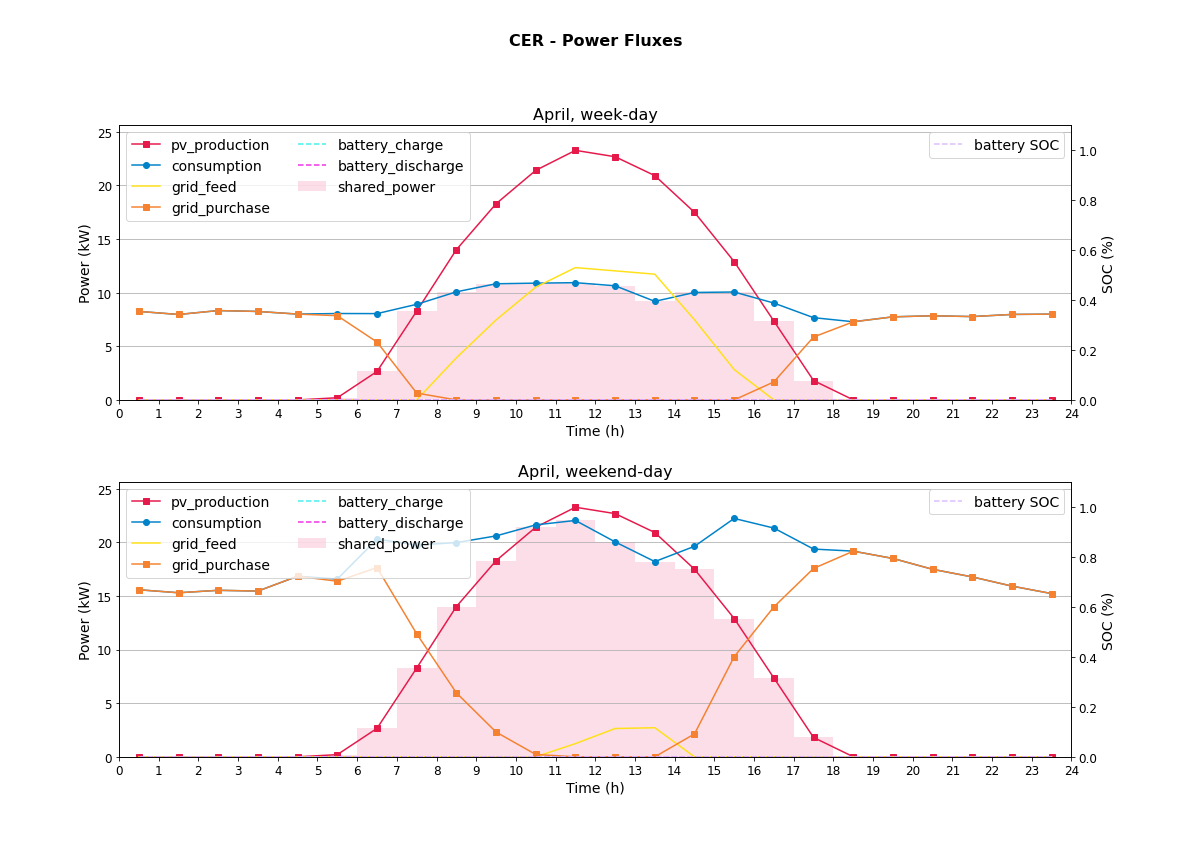 CER - Power Fluxes
April, week-day
pv_production
consumption
grid_feed
grid_purchase
battery_charge
battery_discharge
shared_power
battery SOC
25
20
15
10
5
0
Power (kW)
1.0
0.8
0.6
0.4
0.2
0.0
SOC (%)
0 1 2 3 4 5 6 7 8 9 10 11 12 13 14 15 16 17 18 19 20 21 22 23 24
Time (h)
April, weekend-day
pv_production
consumption
grid_feed
grid_purchase
battery_charge
battery_discharge
shared_power
battery SOC
25
20
15
10
5
0
Power (kW)
1.0
0.8
0.6
0.4
0.2
0.0
SOC (%)
0 1 2 3 4 5 6 7 8 9 10 11 12 13 14 15 16 17 18 19 20 21 22 23 24
Time (h)